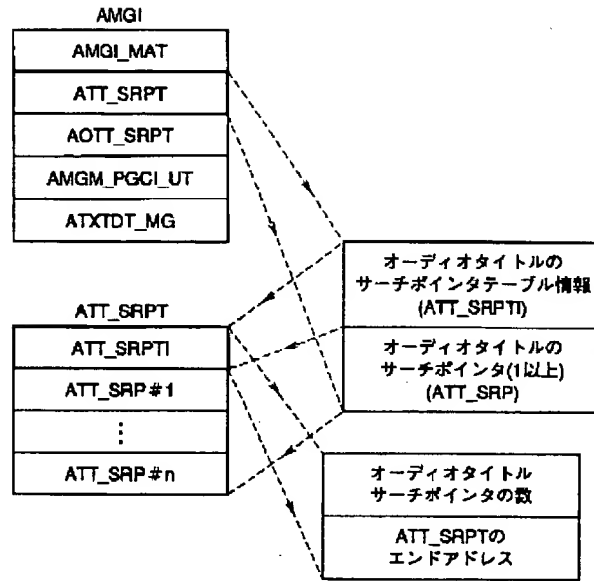 AMGI
AMGI_MAT
ATT_SRPT
AOTT_SRPT
AMGM_PGCI_UT
ATXTDT_MG
オーディオタイトルの
サーチポインタテーブル情報
(ATT_SRPTI)
オーディオタイトルの
サーチポインタ(1以上)
(ATT_SRP)
ATT_SRPT
ATT_SRPTI
ATT_SRP#1
⋮
ATT_SRP#n
オーディオタイトル
サーチポインタの数
ATT_SRPTの
エンドアドレス